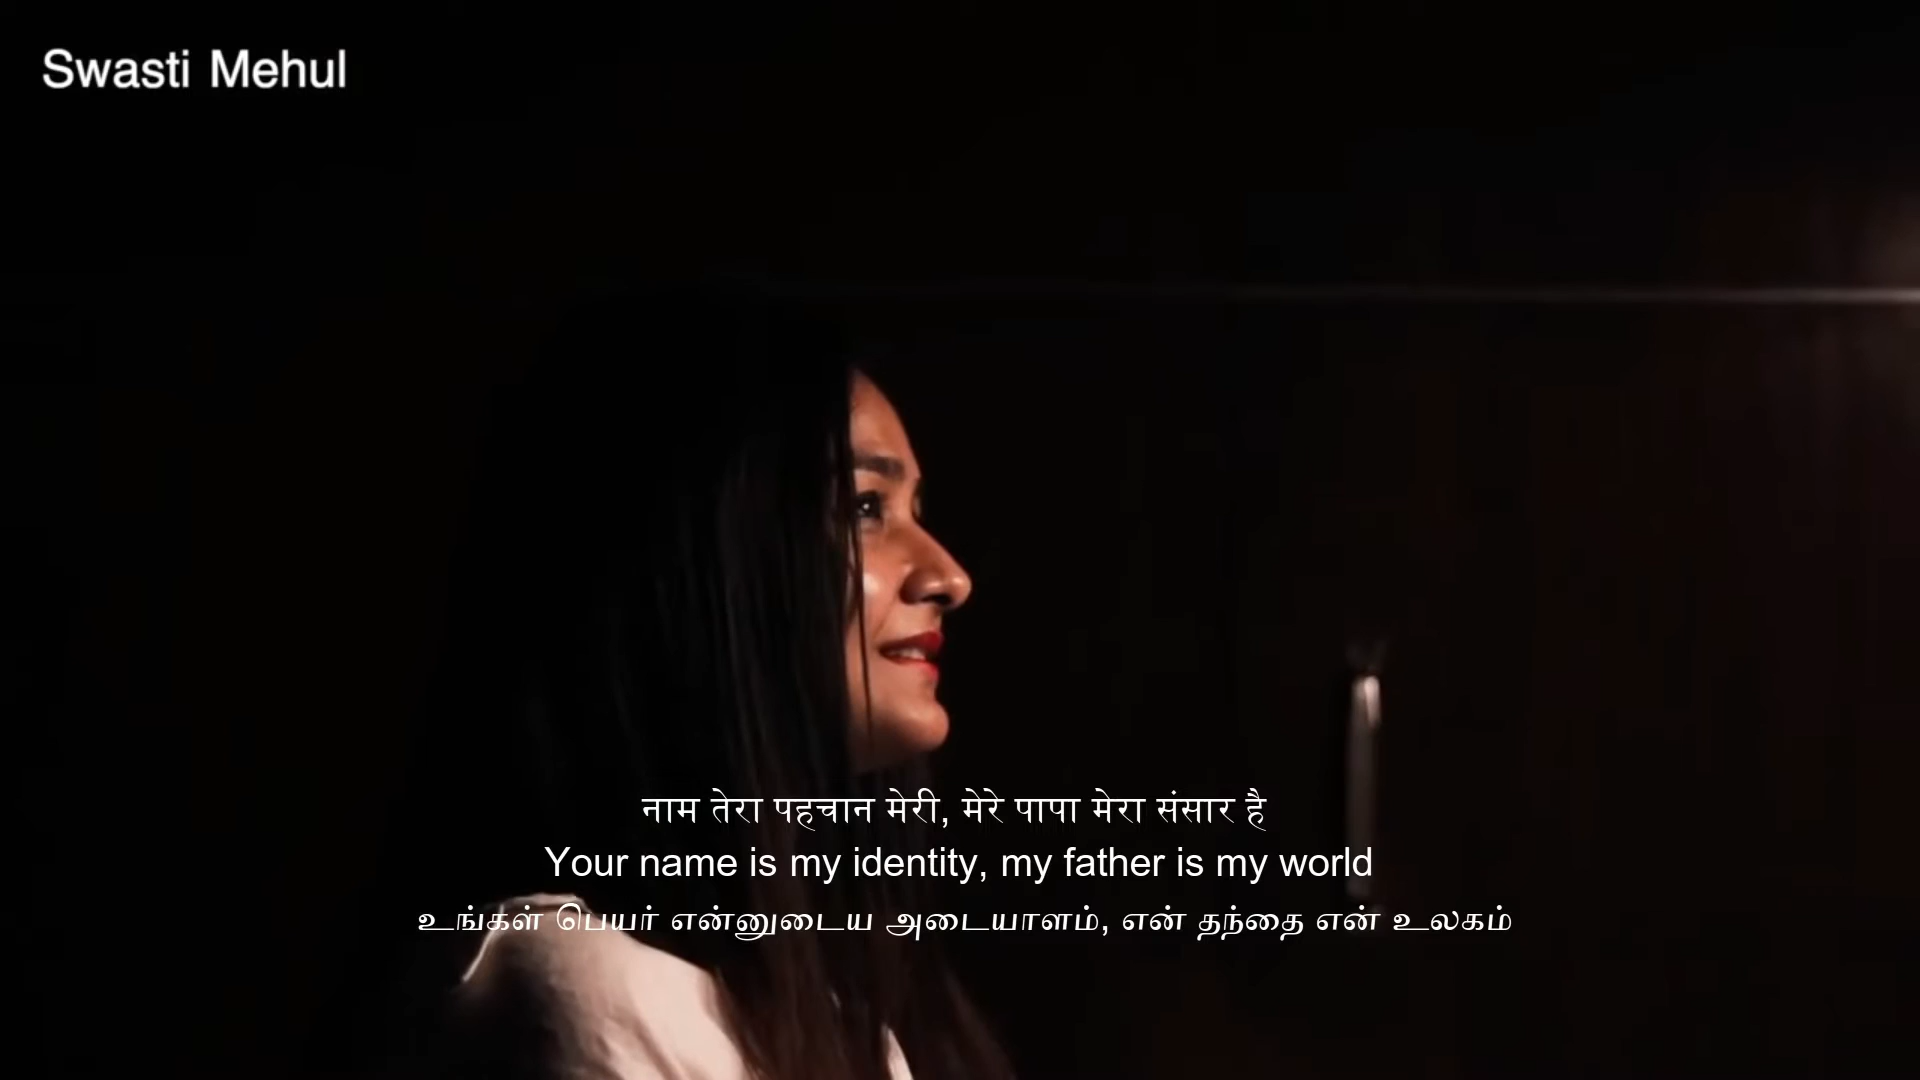 Swasti Mehul
नाम तेरा पहचान मेरी, मेरे पापा मेरा संसार है
Your name is my identity, my father is my world
உங்கள் பெயர் என்னுடைய அடையாளம், என் தந்தை என் உலகம்